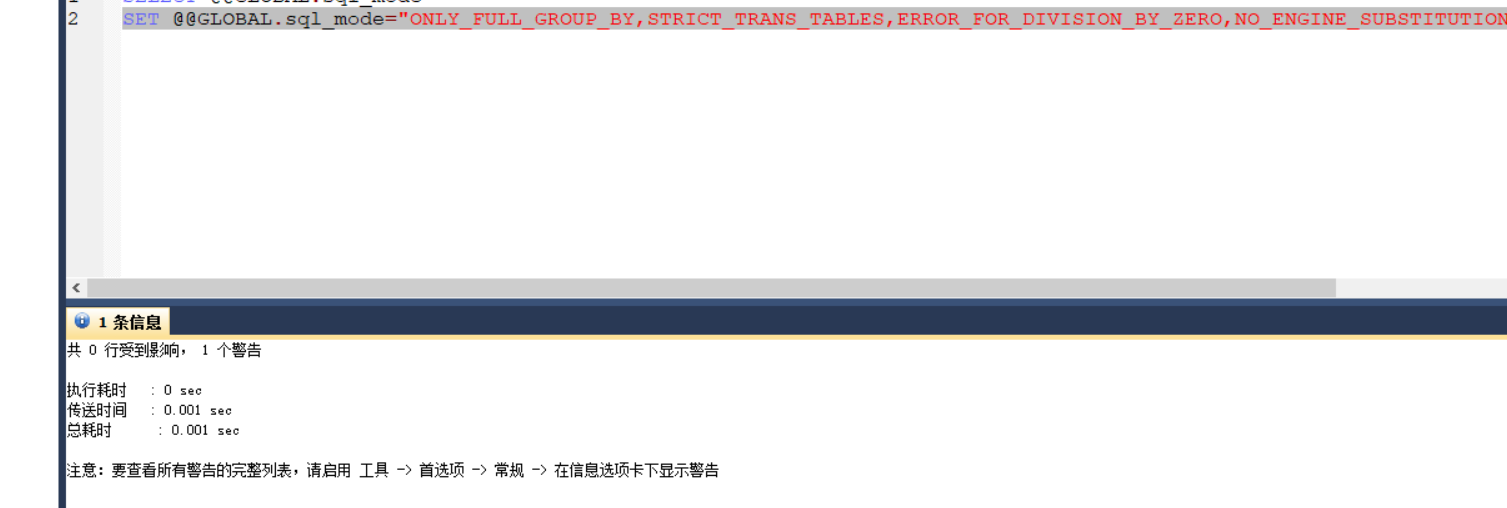 1 SELECT @@GLOBAL.sql_mode
2 SET @@GLOBAL.sql_mode="ONLY_FULL_GROUP_BY,STRICT_TRANS_TABLES,ERROR_FOR_DIVISION_BY_ZERO,NO_ENGINE_SUBSTITUTION
1 条信息
共 0 行受到影响, 1 个警告
执行耗时 : 0 sec
传送时间 : 0.001 sec
总耗时 : 0.001 sec
注意: 要查看所有警告的完整列表,请启用 工具 -> 首选项 -> 常规 -> 在信息选项卡下显示警告